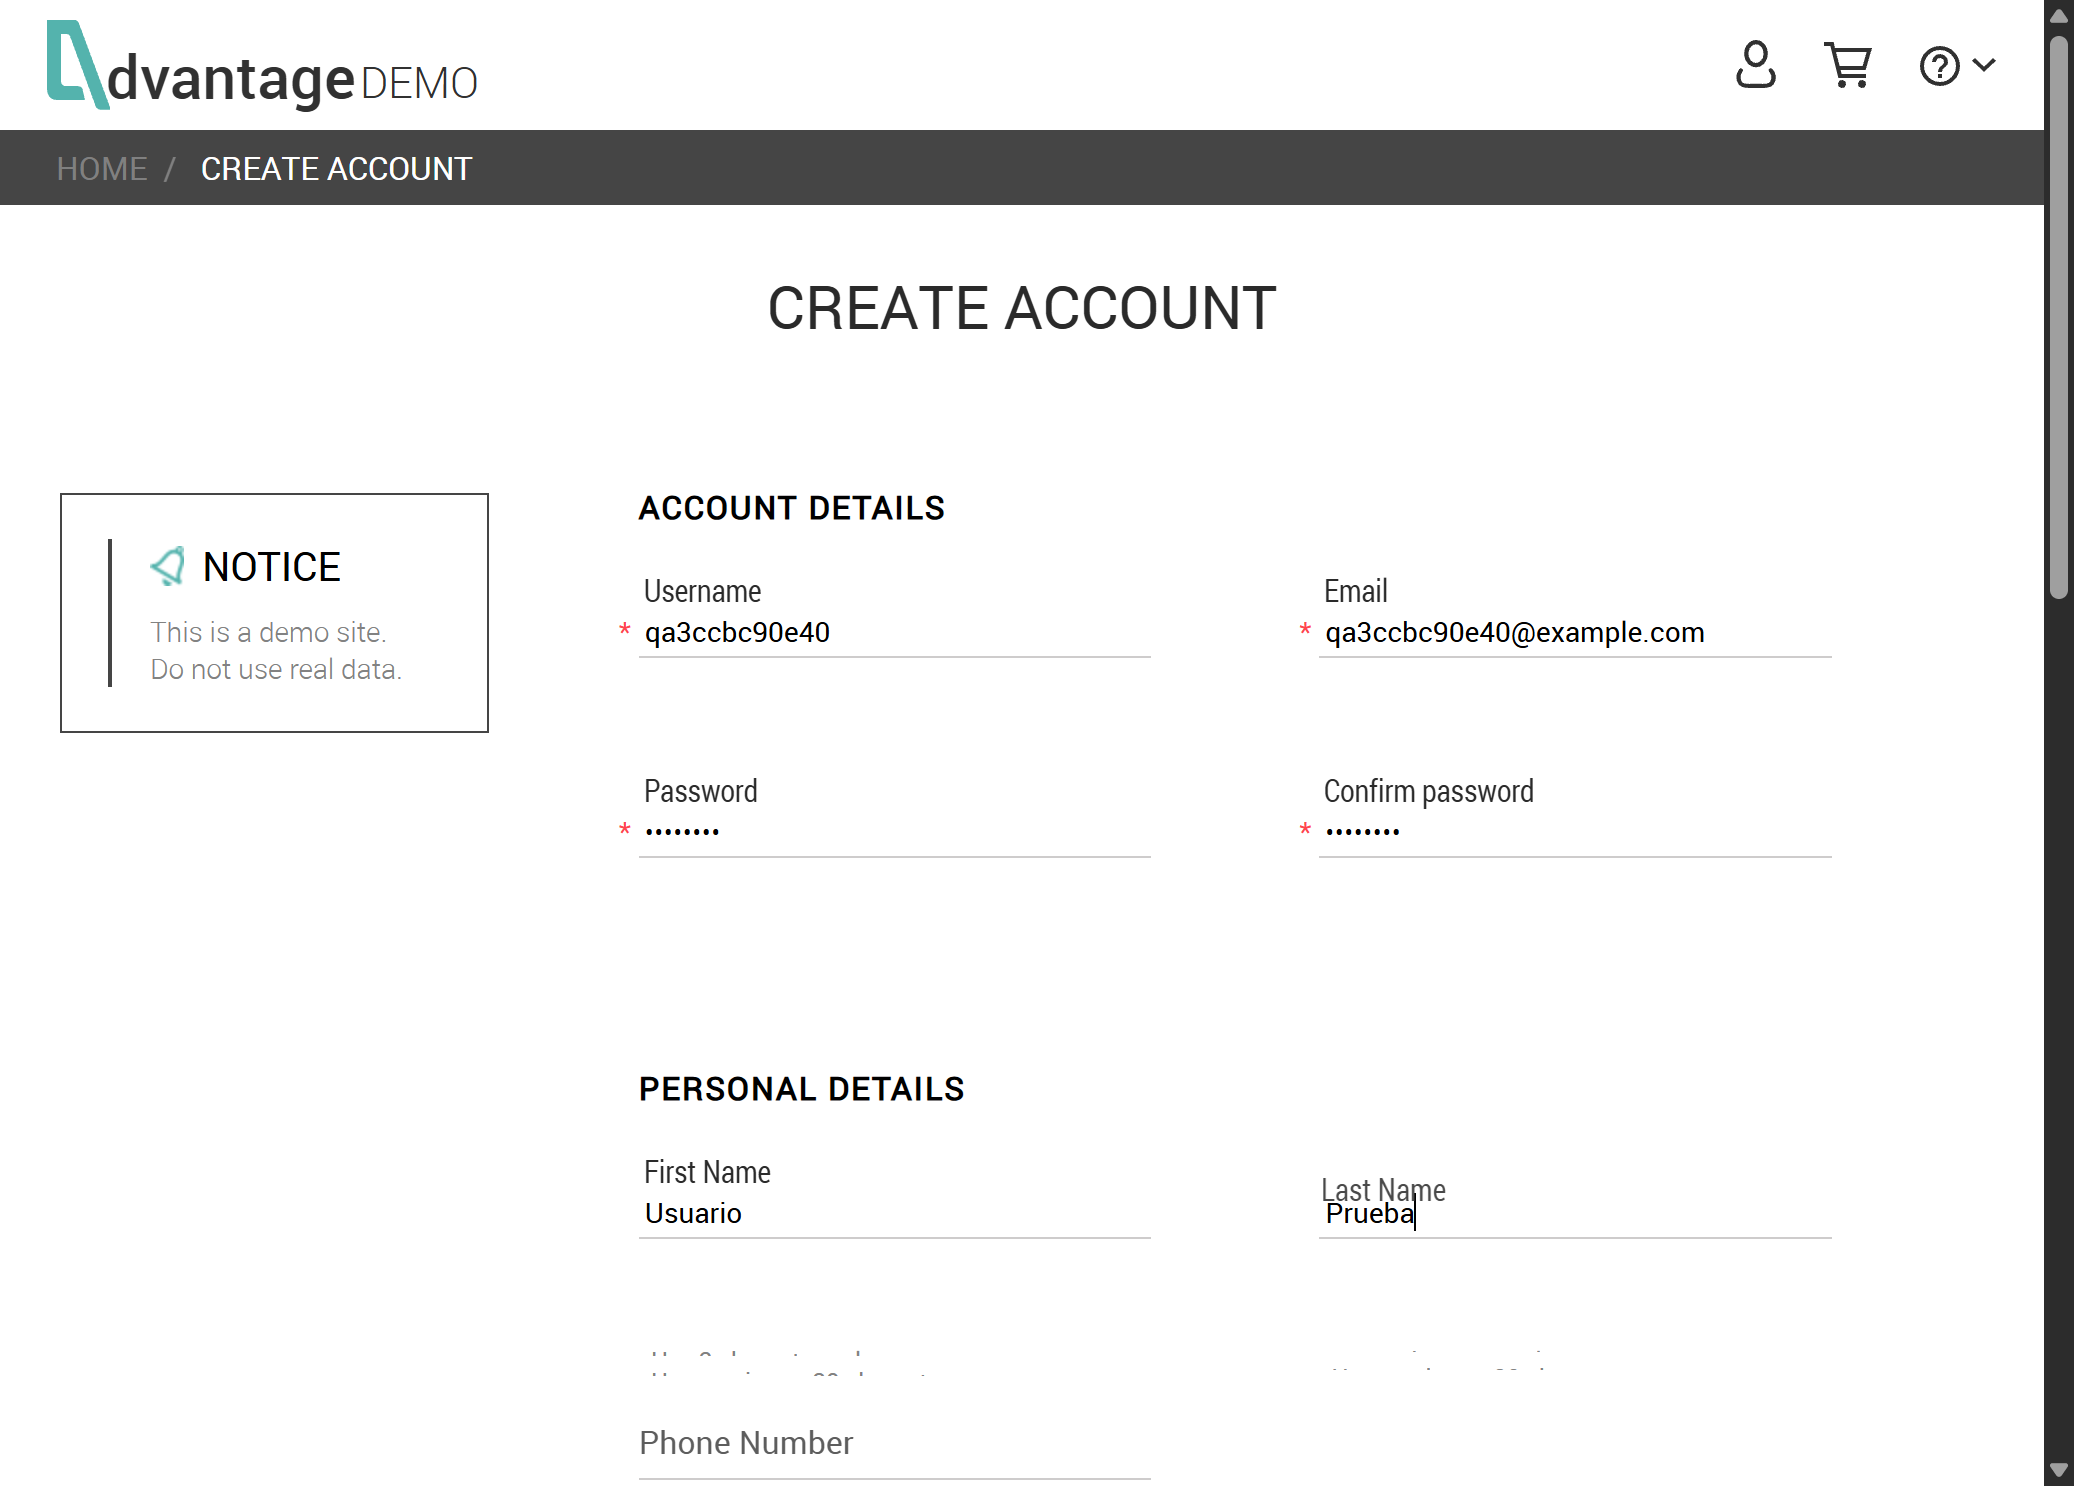 dvantage DEMO
HOME / CREATE ACCOUNT
CREATE ACCOUNT
NOTICE
This is a demo site.
Do not use real data.
ACCOUNT DETAILS
Username
* qa3ccbc90e40
Email
* qa3ccbc90e40@example.com
Password
* ••••••••
Confirm password
* ••••••••
PERSONAL DETAILS
First Name
Usuario
Last Name
Prueba
Phone Number